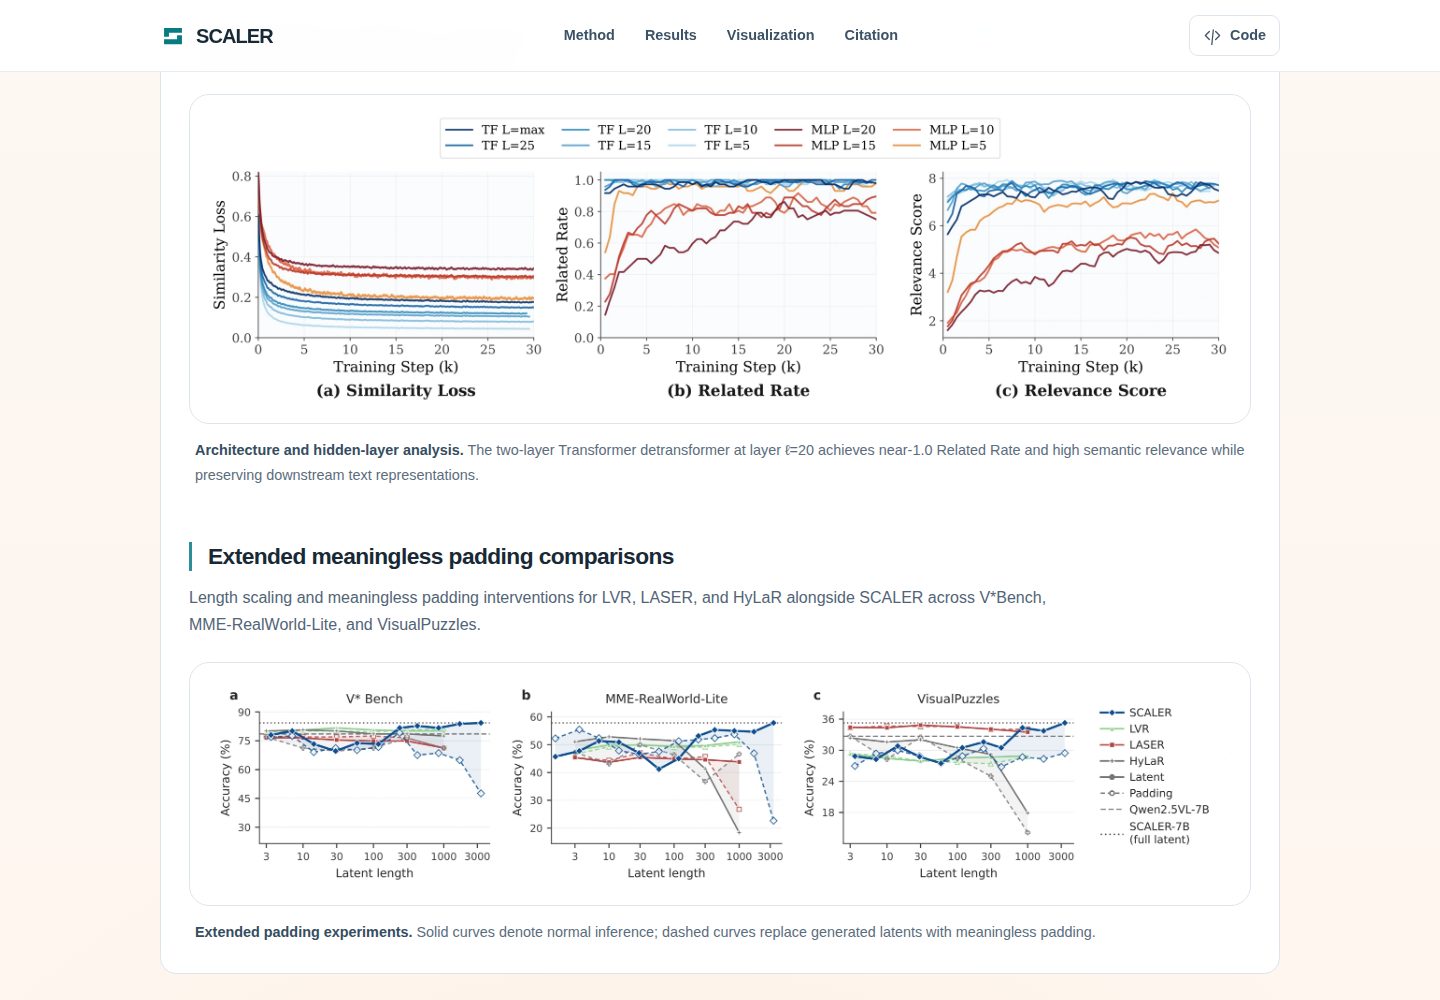 SCALER
Method
Results
Visualization
Citation
Code
TF L=max
TF L=20
TF L=10
MLP L=20
MLP L=10
TF L=25
TF L=15
TF L=5
MLP L=15
MLP L=5
Similarity Loss
0.8
0.6
0.4
0.2
0.0
0 5 10 15 20 25 30
Training Step (k)
(a) Similarity Loss
Related Rate
1.0
0.8
0.6
0.4
0.2
0.0
0 5 10 15 20 25 30
Training Step (k)
(b) Related Rate
Relevance Score
8
6
4
2
0 5 10 15 20 25 30
Training Step (k)
(c) Relevance Score
Architecture and hidden-layer analysis. The two-layer Transformer detransformer at layer ℓ=20 achieves near-1.0 Related Rate and high semantic relevance while
preserving downstream text representations.
Extended meaningless padding comparisons
Length scaling and meaningless padding interventions for LVR, LASER, and HyLaR alongside SCALER across V*Bench,
MME-RealWorld-Lite, and VisualPuzzles.
a
V* Bench
Accuracy (%)
90
75
60
45
30
3 10 30 100 300 1000 3000
Latent length
b
MME-RealWorld-Lite
Accuracy (%)
60
50
40
30
20
3 10 30 100 300 1000 3000
Latent length
c
VisualPuzzles
Accuracy (%)
36
30
24
18
3 10 30 100 300 1000 3000
Latent length
SCALER
LVR
LASER
HyLaR
Latent
Padding
Qwen2.5VL-7B
SCALER-7B
(full latent)
Extended padding experiments. Solid curves denote normal inference; dashed curves replace generated latents with meaningless padding.